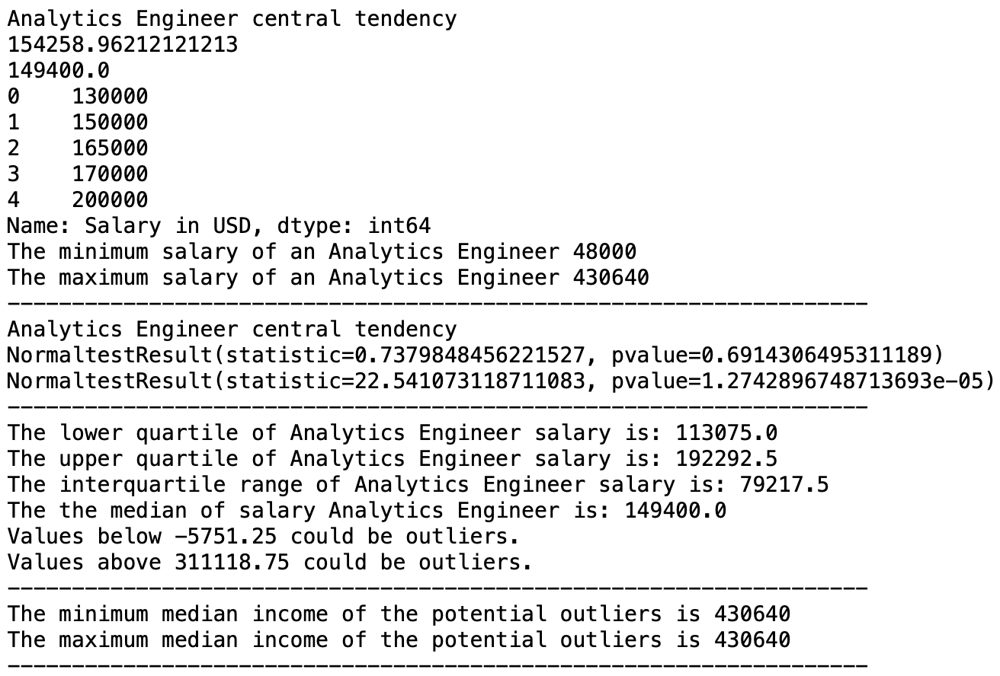 Analytics Engineer central tendency
154258.96212121213
149400.0
0    130000
1    150000
2    165000
3    170000
4    200000
Name: Salary in USD, dtype: int64
The minimum salary of an Analytics Engineer 48000
The maximum salary of an Analytics Engineer 430640
-------------------------------------------------------------------
Analytics Engineer central tendency
NormaltestResult(statistic=0.7379848456221527, pvalue=0.6914306495311189)
NormaltestResult(statistic=22.541073118711083, pvalue=1.2742896748713693e-05)
-------------------------------------------------------------------
The lower quartile of Analytics Engineer salary is: 113075.0
The upper quartile of Analytics Engineer salary is: 192292.5
The interquartile range of Analytics Engineer salary is: 79217.5
The the median of salary Analytics Engineer is: 149400.0
Values below -5751.25 could be outliers.
Values above 311118.75 could be outliers.
-------------------------------------------------------------------
The minimum median income of the potential outliers is 430640
The maximum median income of the potential outliers is 430640
-------------------------------------------------------------------